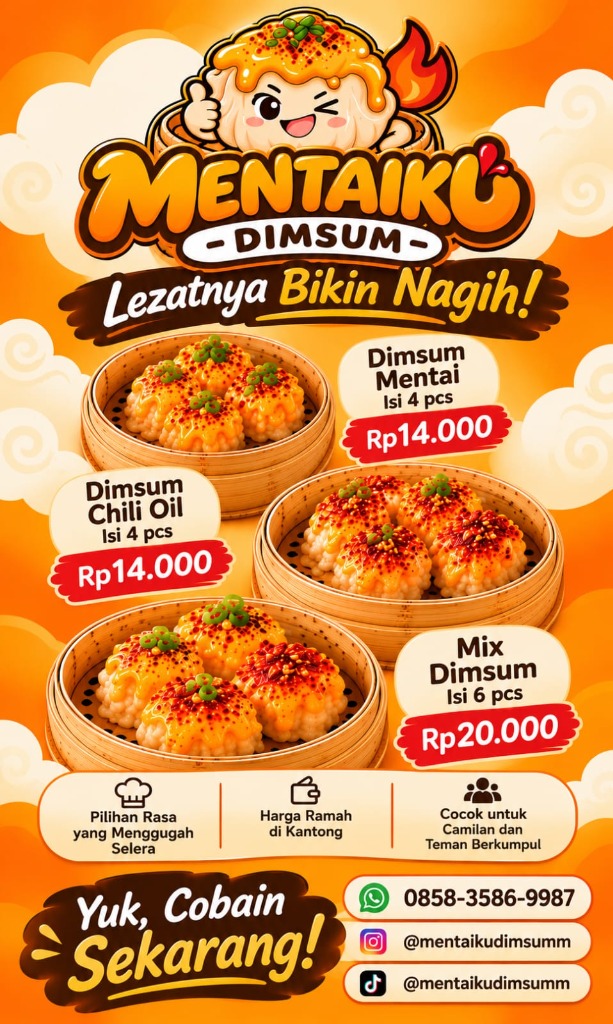 MENTAIKU
- DIMSUM -
Lezatnya Bikin Nagih!
Dimsum
Mentai
Isi 4 pcs
Rp14.000
Dimsum
Chili Oil
Isi 4 pcs
Rp14.000
Mix
Dimsum
Isi 6 pcs
Rp20.000
Pilihan Rasa
yang Menggugah
Selera
Harga Ramah
di Kantong
Cocok untuk
Camilan dan
Teman Berkumpul
Yuk, Cobain
Sekarang!
0858-3586-9987
@mentaikudimsumm
@mentaikudimsumm